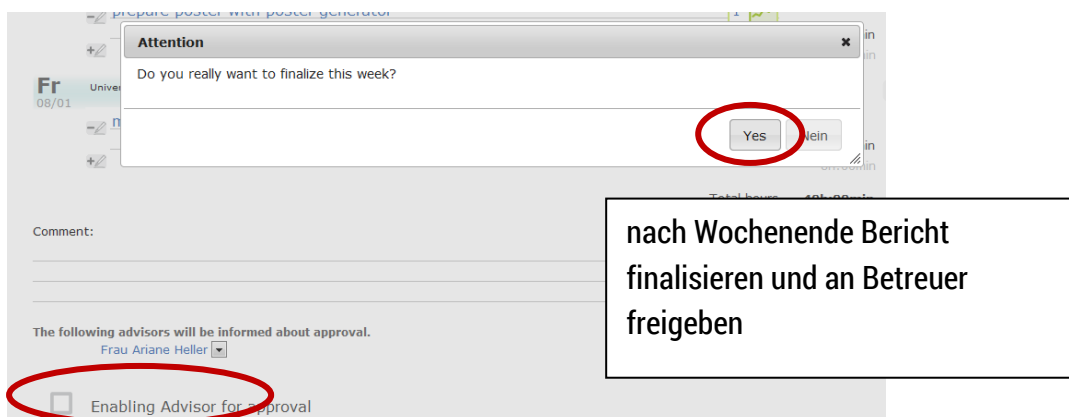 prepare poster with poster generator
Attention
Do you really want to finalize this week?
Fr
08/01
Yes Nein
Total hours
Comment:
nach Wochenende Bericht
finalisieren und an Betreuer
freigeben
The following advisors will be informed about approval.
Frau Ariane Heller
Enabling Advisor for approval